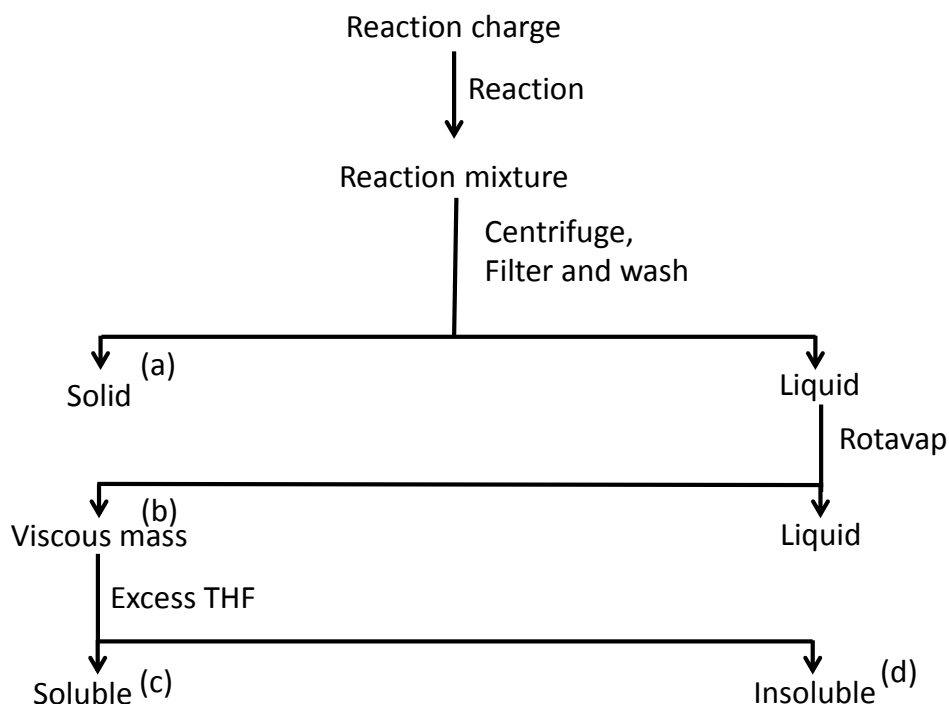 Reaction charge
Reaction
Reaction mixture
Centrifuge,
Filter and wash
(a)
Solid
Liquid
Rotavap
(b)
Viscous mass
Liquid
Excess THF
Soluble (c)
Insoluble (d)